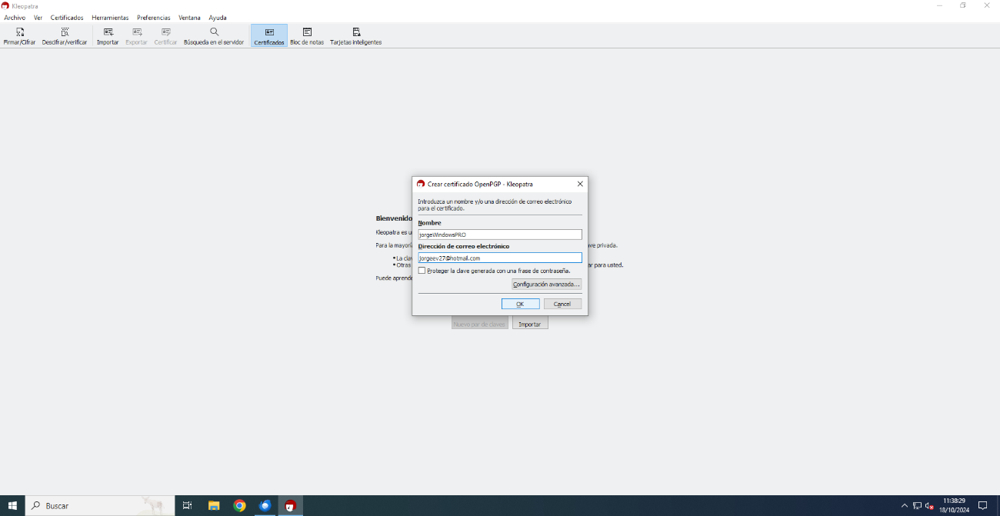 Kleopatra
Archivo Ver Certificados Herramientas Preferencias Ventana Ayuda
Firmar/Cifrar Descifrar/verificar Importar Exportar Certificar Búsqueda en el servidor Certificados Bloc de notas Tarjetas inteligentes
Crear certificado OpenPGP - Kleopatra
Introduzca un nombre y/o una dirección de correo electrónico
para el certificado.
Bienvenido
Nombre
Kleopatra es u
jorgeWindowsPRO
Para la mayoría
Dirección de correo electrónico
ve privada.
• La clav
jorgeev27@hotmail.com
• Otras
ar para usted.
Proteger la clave generada con una frase de contraseña.
Puede aprende
Configuración avanzada...
OK Cancel
Nuevo par de claves Importar
Buscar
11:38:29
18/10/2024